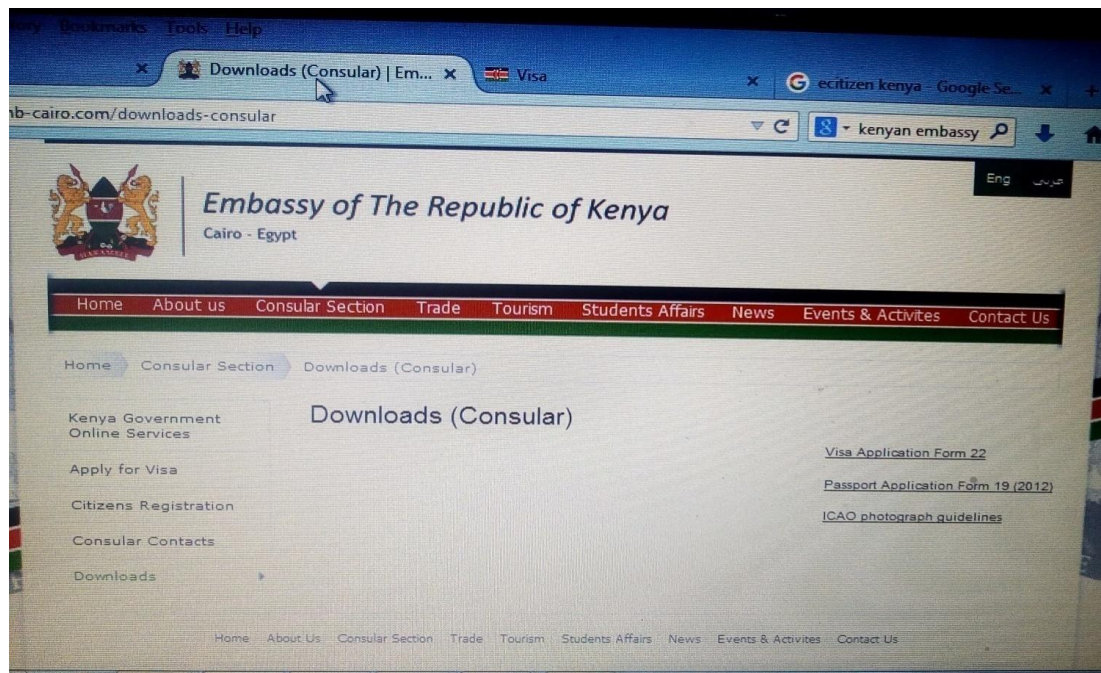 Bookmarks Tools Help
Downloads (Consular) | Em...
Visa
ecitizen kenya - Google Se...
b-cairo.com/downloads-consular
kenyan embassy
Eng عربى
Embassy of The Republic of Kenya
Cairo - Egypt
Home About us Consular Section Trade Tourism Students Affairs News Events & Activites Contact Us
Home Consular Section Downloads (Consular)
Kenya Government
Online Services
Apply for Visa
Citizens Registration
Consular Contacts
Downloads
Downloads (Consular)
Visa Application Form 22
Passport Application Form 19 (2012)
ICAO photograph guidelines
Home About Us Consular Section Trade Tourism Students Affairs News Events & Activites Contact Us